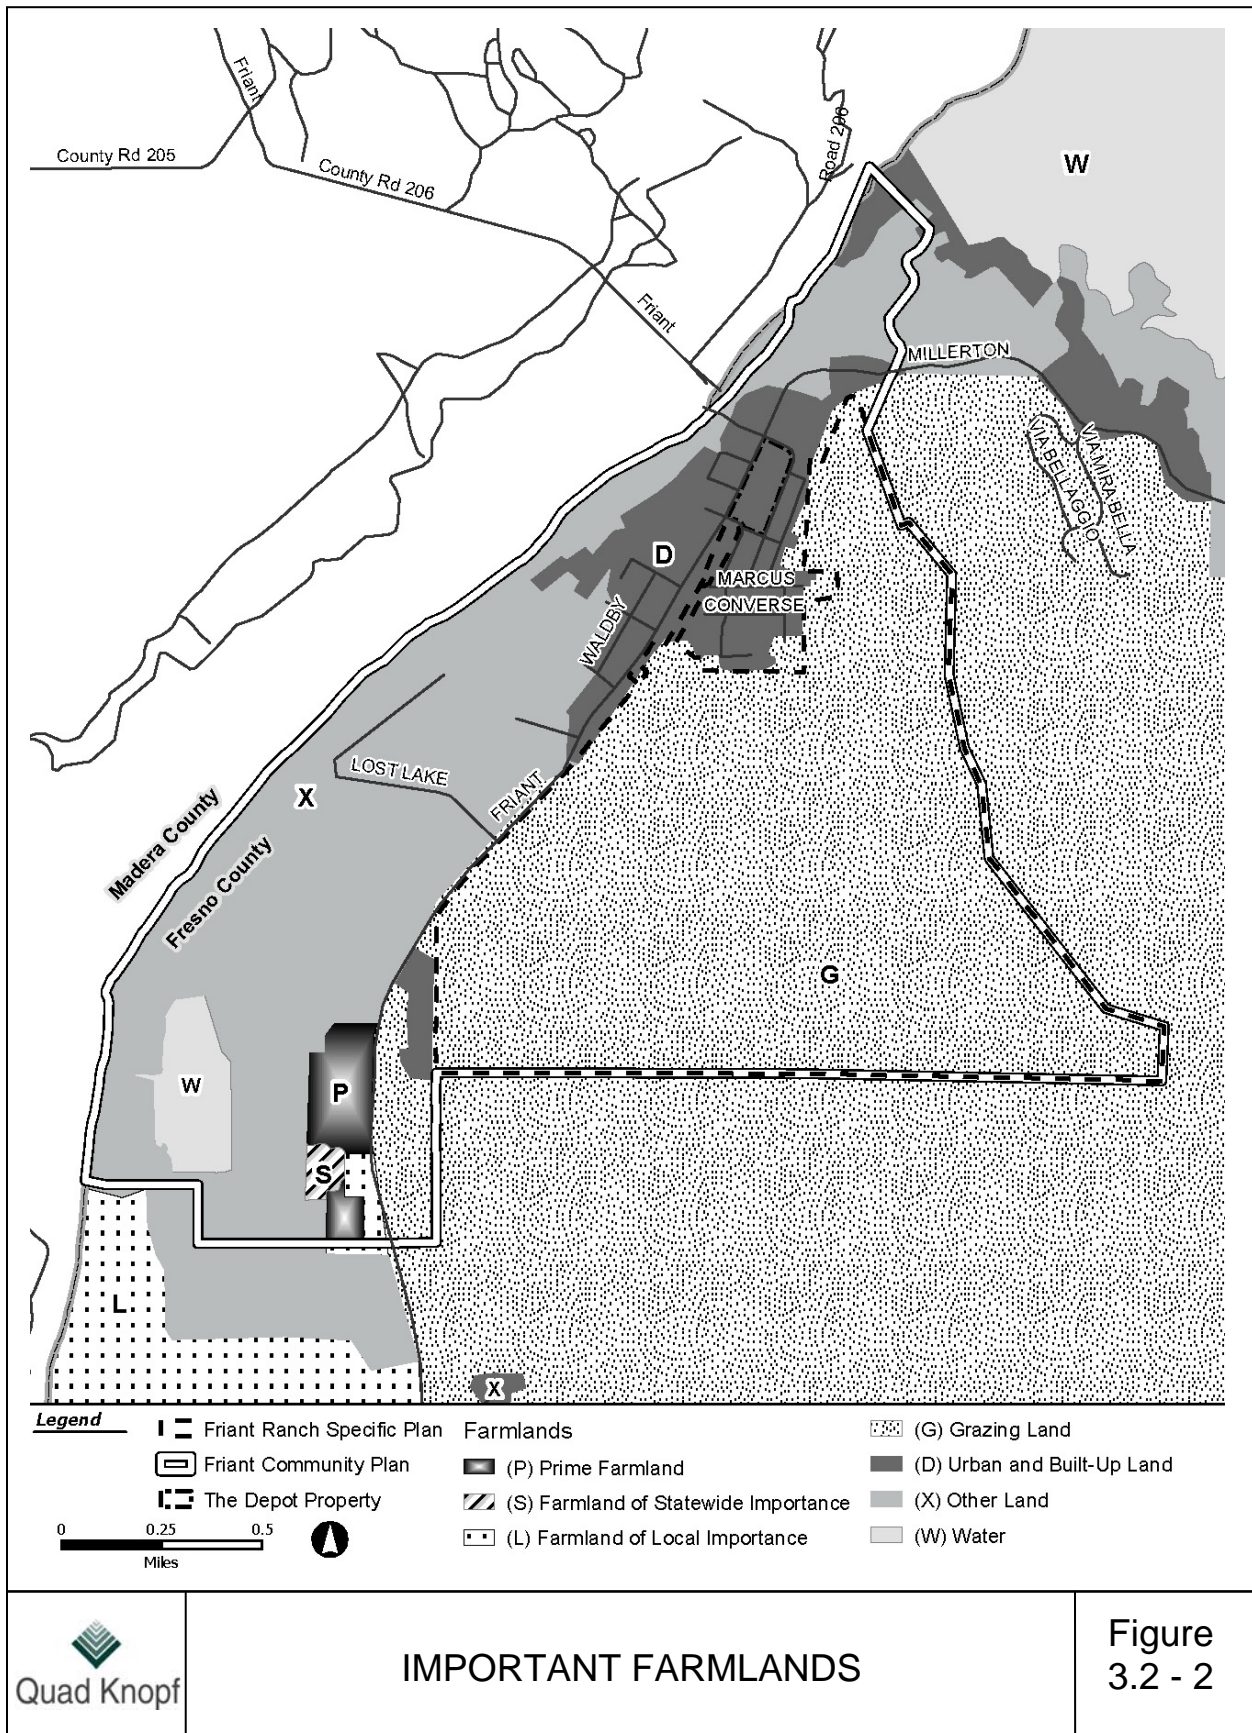 Friant
County Rd 205
County Rd 206
Road 206
W
Friant
MILLERTON
VIA BELLAGGIO
VIA MIRA BELLA
D
MARCUS
CONVERSE
WALDBY
LOST LAKE
FRIANT
X
Madera County
Fresno County
G
W
P
S
L
X
Legend
Friant Ranch Specific Plan
Friant Community Plan
The Depot Property
0 0.25 0.5
Miles
Farmlands
(P) Prime Farmland
(S) Farmland of Statewide Importance
(L) Farmland of Local Importance
(G) Grazing Land
(D) Urban and Built-Up Land
(X) Other Land
(W) Water
Quad Knopf
IMPORTANT FARMLANDS
Figure
3.2 - 2